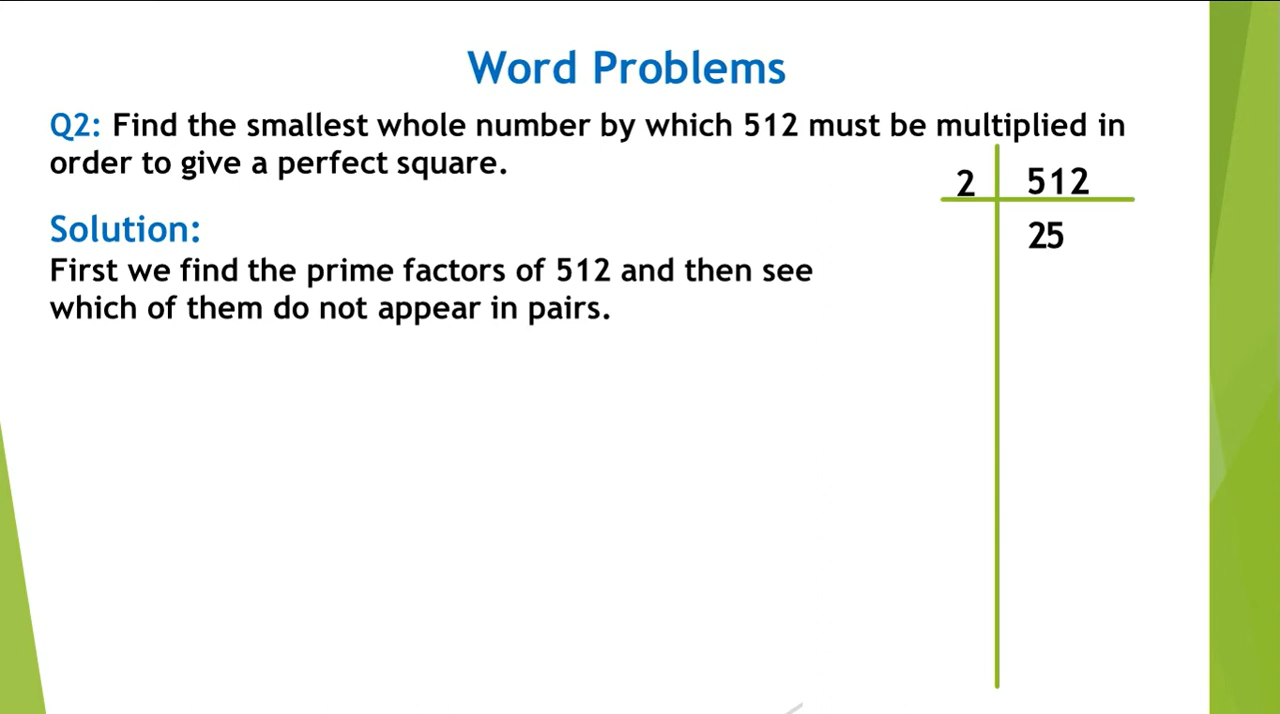 Word Problems
Q2: Find the smallest whole number by which 512 must be multiplied in
order to give a perfect square.
2 512
25
Solution:
First we find the prime factors of 512 and then see
which of them do not appear in pairs.